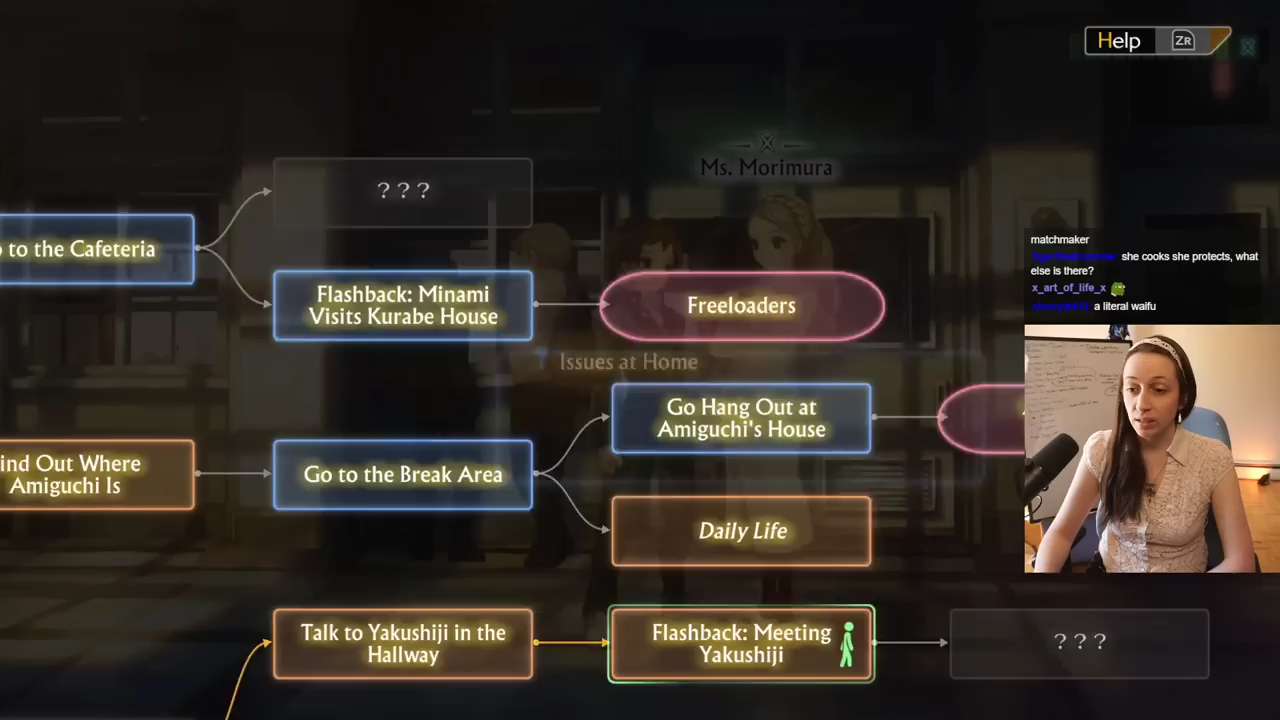 Help ZR
Ms. Morimura
? ? ?
o to the Cafeteria
Flashback: Minami
Visits Kurabe House
Freeloaders
Issues at Home
Go Hang Out at
Amiguchi's House
ind Out Where
Amiguchi Is
Go to the Break Area
Daily Life
Talk to Yakushiji in the
Hallway
Flashback: Meeting
Yakushiji
? ? ?
matchmaker
she cooks she protects, what
else is there?
x_art_of_life_x
a literal waifu